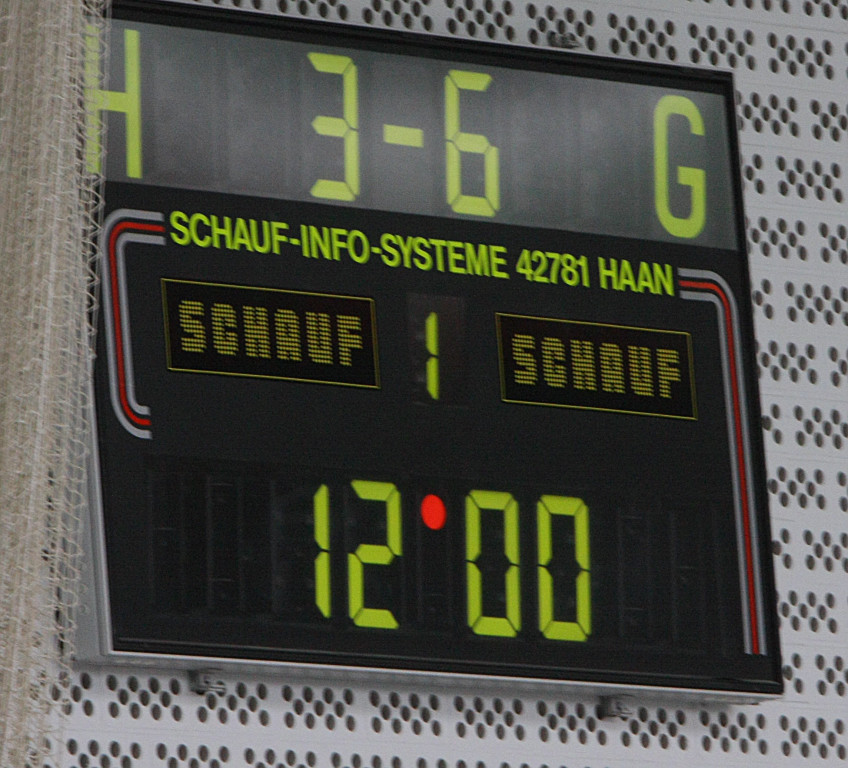 H 3-6 G
SCHAUF-INFO-SYSTEME 42781 HAAN
SCHAUF 1 SCHAUF
12 00